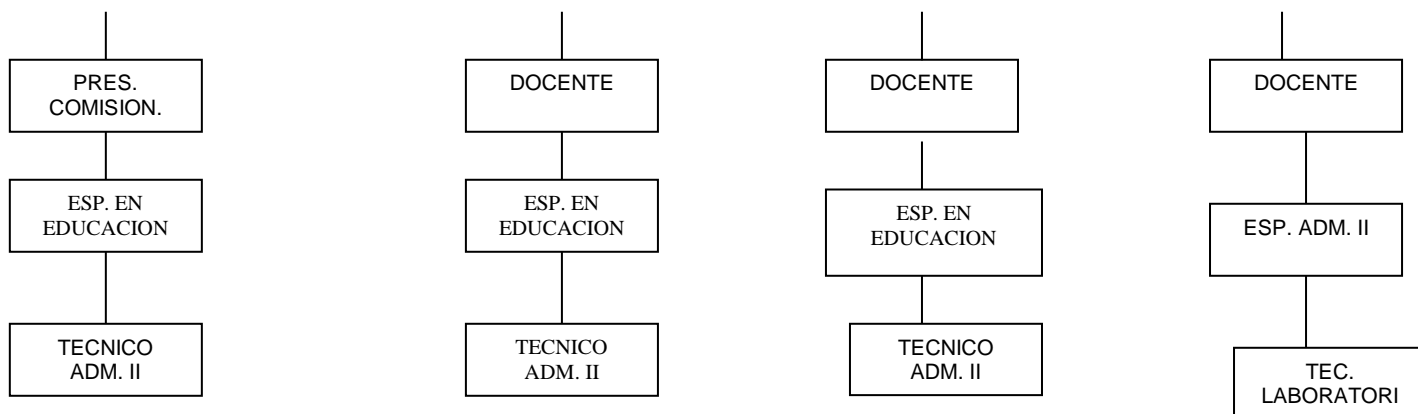 PRES.
COMISION.
DOCENTE
DOCENTE
DOCENTE
ESP. EN
EDUCACION
ESP. EN
EDUCACION
ESP. EN
EDUCACION
ESP. ADM. II
TECNICO
ADM. II
TECNICO
ADM. II
TECNICO
ADM. II
TEC.
LABORATORI